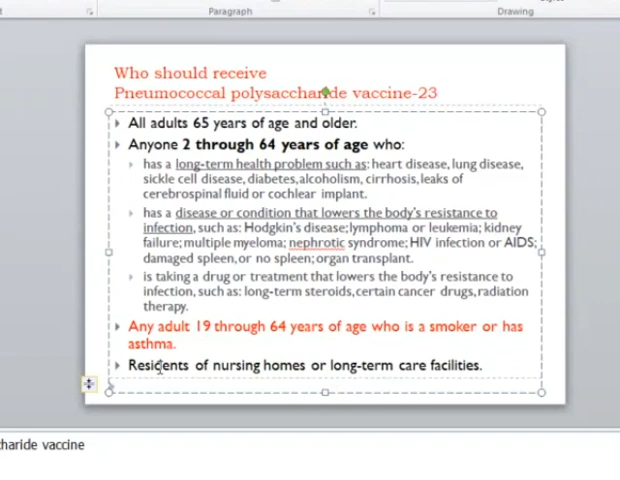 Paragraph
Drawing
Who should receive
Pneumococcal polysaccharide vaccine-23
All adults 65 years of age and older.
Anyone 2 through 64 years of age who:
has a long-term health problem such as: heart disease, lung disease,
sickle cell disease, diabetes, alcoholism, cirrhosis, leaks of
cerebrospinal fluid or cochlear implant.
has a disease or condition that lowers the body's resistance to
infection, such as: Hodgkin's disease; lymphoma or leukemia; kidney
failure; multiple myeloma; nephrotic syndrome; HIV infection or AIDS;
damaged spleen, or no spleen; organ transplant.
is taking a drug or treatment that lowers the body's resistance to
infection, such as: long-term steroids, certain cancer drugs, radiation
therapy.
Any adult 19 through 64 years of age who is a smoker or has
asthma.
Residents of nursing homes or long-term care facilities.
charide vaccine